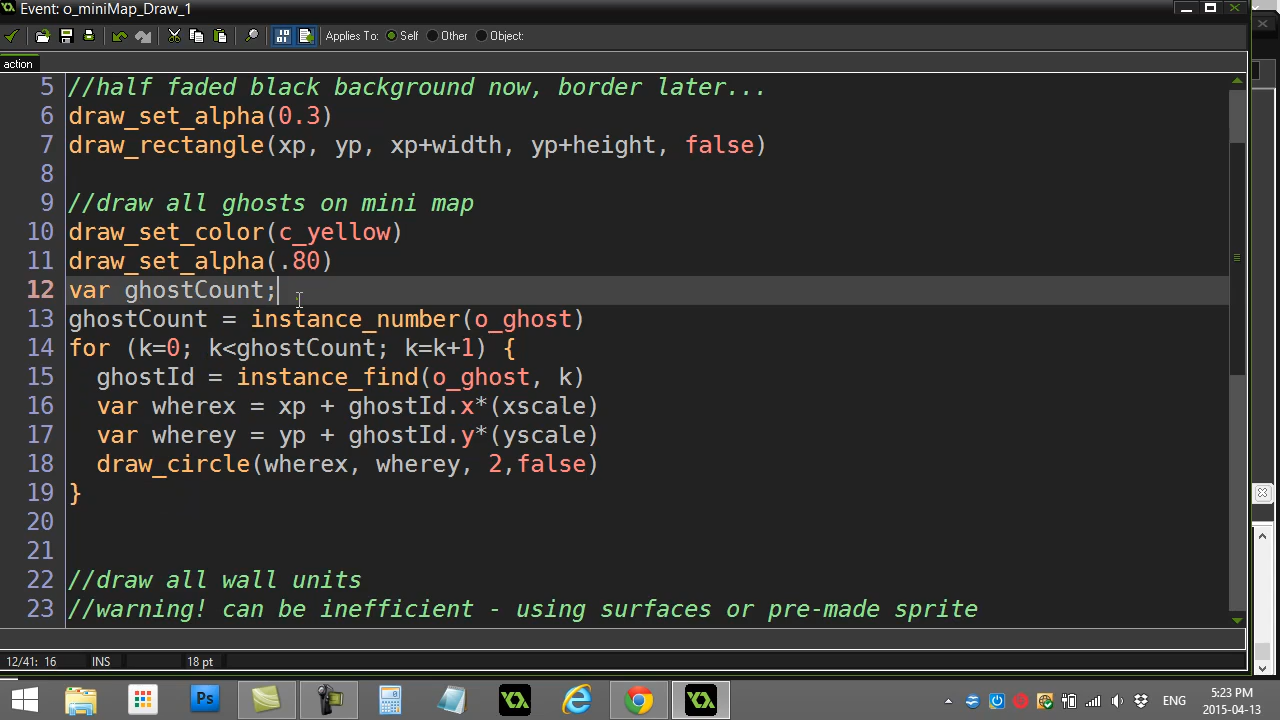 Event: o_miniMap_Draw_1
Applies To: Self Other Object:
action
5 //half faded black background now, border later...
6 draw_set_alpha(0.3)
7 draw_rectangle(xp, yp, xp+width, yp+height, false)
8
9 //draw all ghosts on mini map
10 draw_set_color(c_yellow)
11 draw_set_alpha(.80)
12 var ghostCount;
13 ghostCount = instance_number(o_ghost)
14 for (k=0; k<ghostCount; k=k+1) {
15 ghostId = instance_find(o_ghost, k)
16 var wherex = xp + ghostId.x*(xscale)
17 var wherey = yp + ghostId.y*(yscale)
18 draw_circle(wherex, wherey, 2,false)
19 }
20
21
22 //draw all wall units
23 //warning! can be inefficient - using surfaces or pre-made sprite
12/41: 16 INS 18 pt
Ps
ENG
5:23 PM
2015-04-13